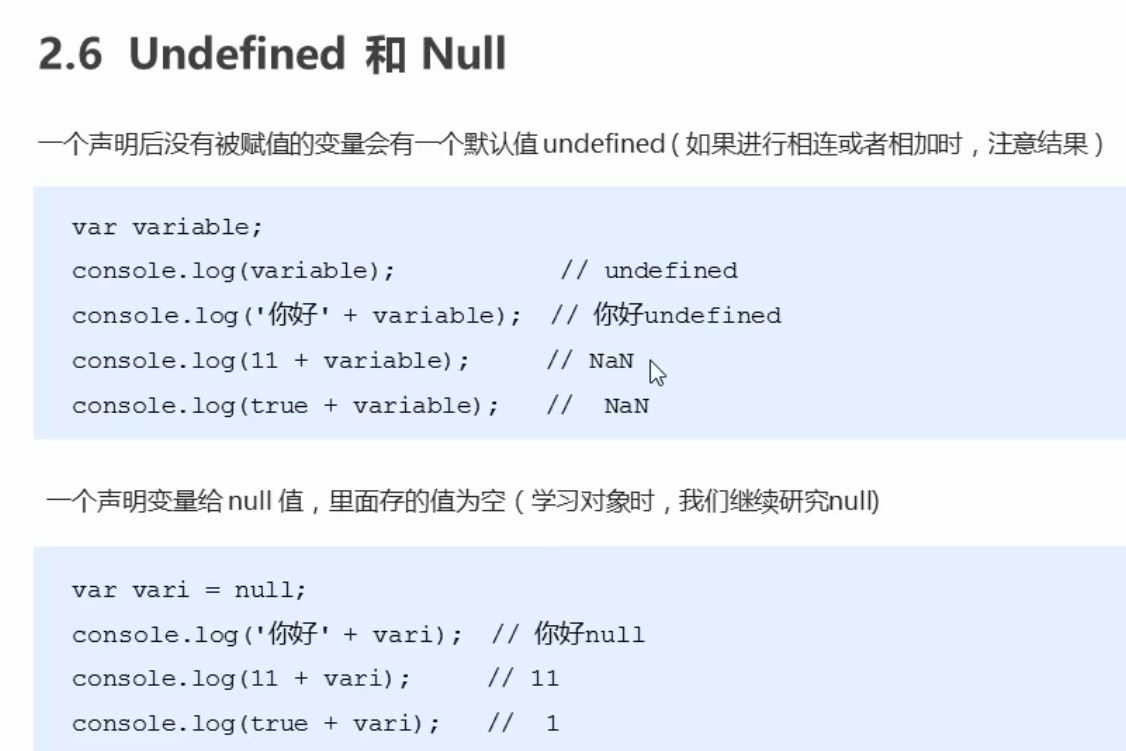 2.6 Undefined 和 Null
一个声明后没有被赋值的变量会有一个默认值 undefined ( 如果进行相连或者相加时，注意结果 )
var variable;
console.log(variable); // undefined
console.log('你好' + variable); // 你好undefined
console.log(11 + variable); // NaN
console.log(true + variable); // NaN
一个声明变量给 null 值，里面存的值为空 ( 学习对象时，我们继续研究null)
var vari = null;
console.log('你好' + vari); // 你好null
console.log(11 + vari); // 11
console.log(true + vari); // 1